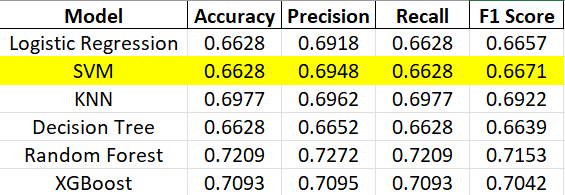 Model Accuracy Precision Recall F1 Score
Logistic Regression 0.6628 0.6918 0.6628 0.6657
SVM 0.6628 0.6948 0.6628 0.6671
KNN 0.6977 0.6962 0.6977 0.6922
Decision Tree 0.6628 0.6652 0.6628 0.6639
Random Forest 0.7209 0.7272 0.7209 0.7153
XGBoost 0.7093 0.7095 0.7093 0.7042